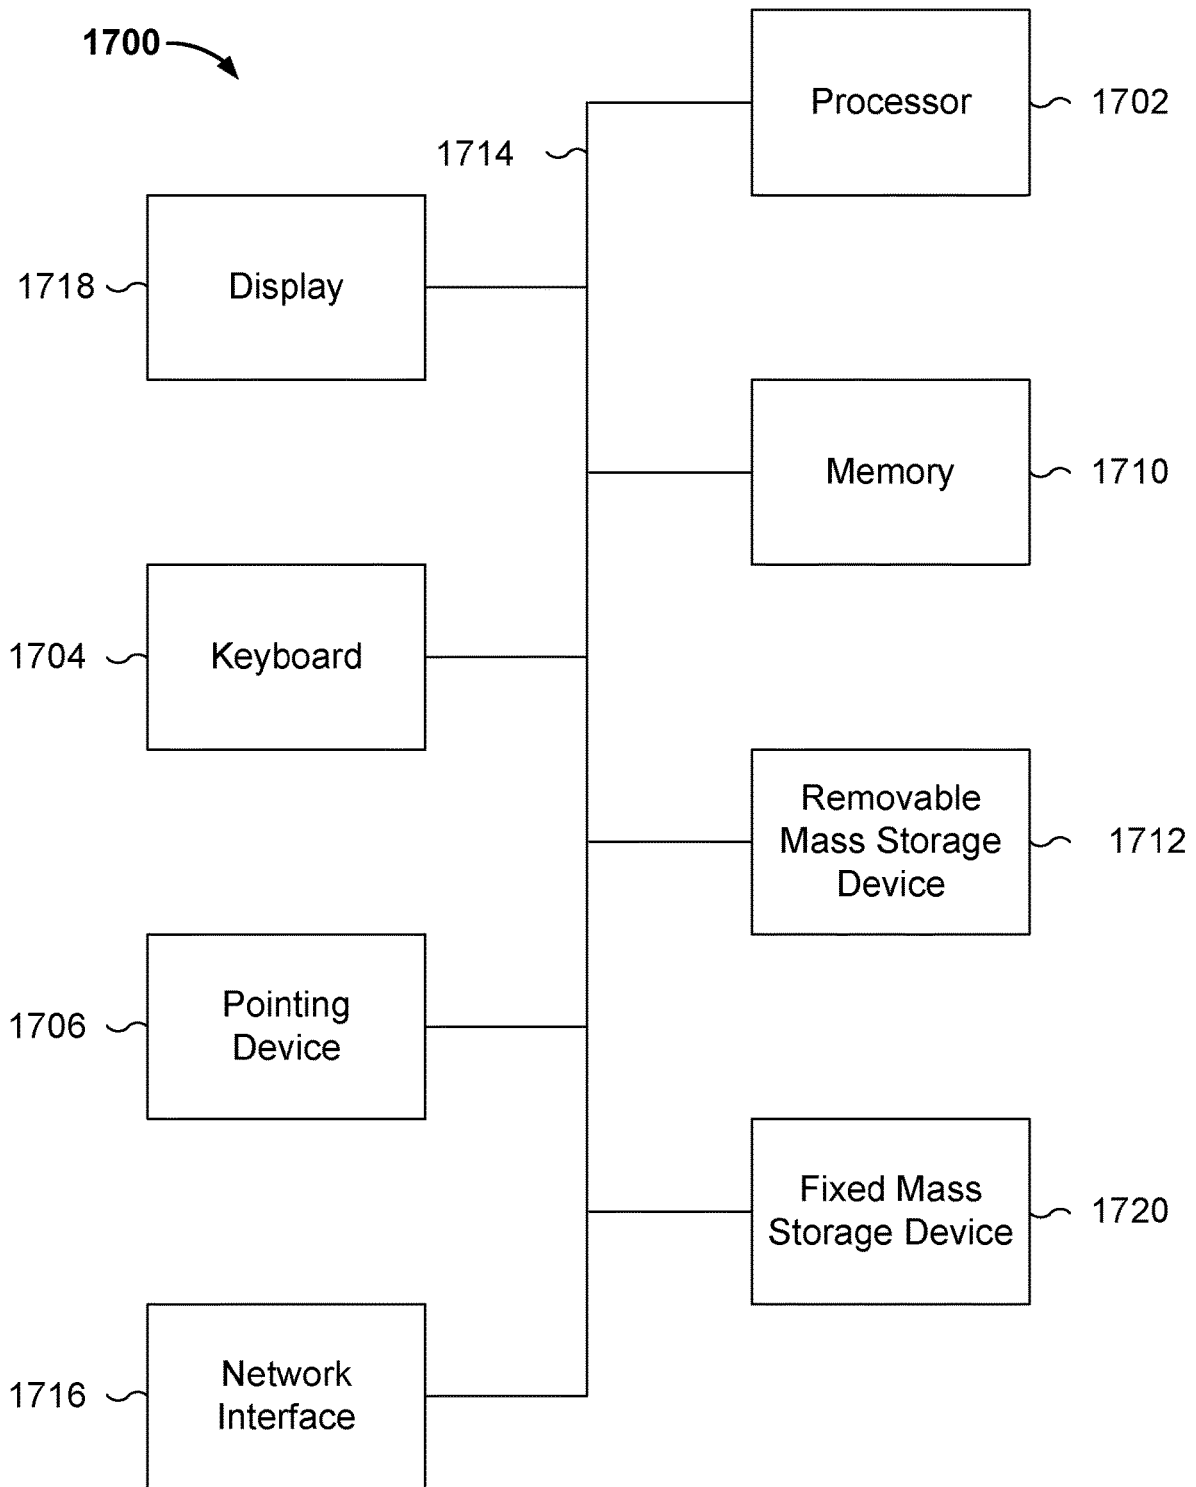 1700
Processor
1702
1714
1718
Display
Memory
1710
1704
Keyboard
Removable
Mass Storage
Device
1712
1706
Pointing
Device
Fixed Mass
Storage Device
1720
1716
Network
Interface